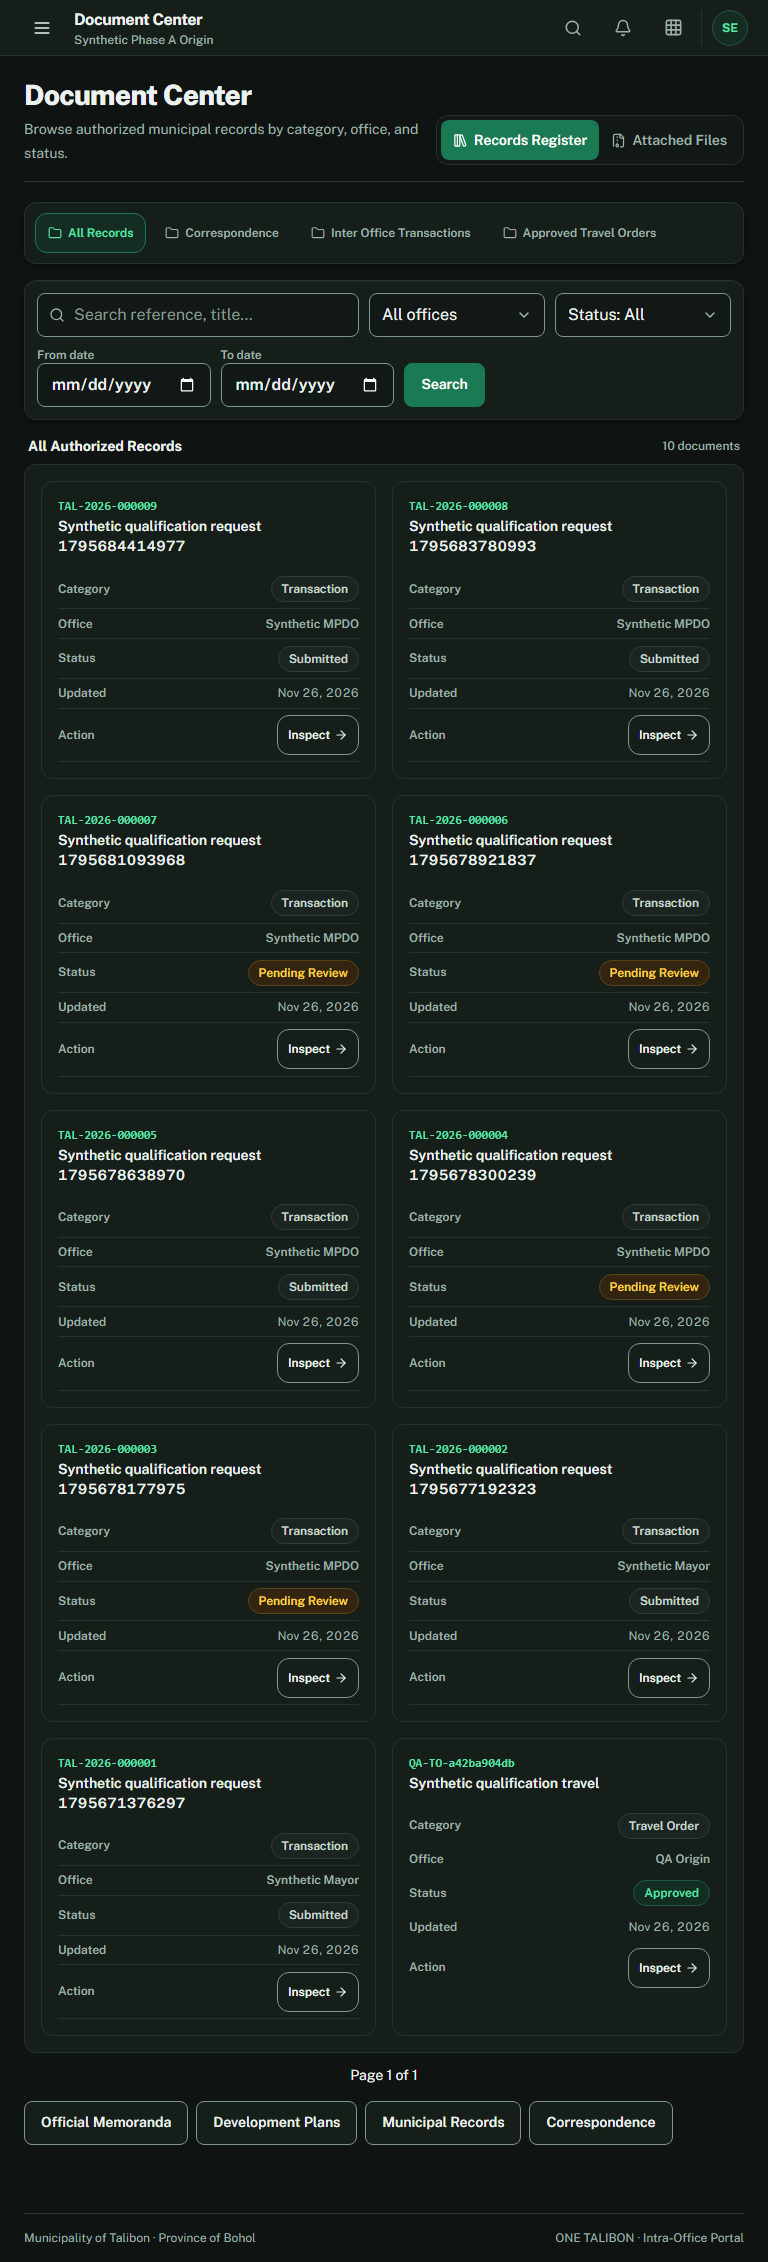 Document Center
Synthetic Phase A Origin
SE
Document Center
Browse authorized municipal records by category, office, and
status.
Records Register
Attached Files
All Records
Correspondence
Inter Office Transactions
Approved Travel Orders
Search reference, title...
All offices
Status: All
From date
To date
mm/dd/yyyy
mm/dd/yyyy
Search
All Authorized Records
10 documents
TAL-2026-000009
Synthetic qualification request
1795684414977
Category Transaction
Office Synthetic MPDO
Status Submitted
Updated Nov 26, 2026
Action Inspect →
TAL-2026-000008
Synthetic qualification request
1795683780993
Category Transaction
Office Synthetic MPDO
Status Submitted
Updated Nov 26, 2026
Action Inspect →
TAL-2026-000007
Synthetic qualification request
1795681093968
Category Transaction
Office Synthetic MPDO
Status Pending Review
Updated Nov 26, 2026
Action Inspect →
TAL-2026-000006
Synthetic qualification request
1795678921837
Category Transaction
Office Synthetic MPDO
Status Pending Review
Updated Nov 26, 2026
Action Inspect →
TAL-2026-000005
Synthetic qualification request
1795678638970
Category Transaction
Office Synthetic MPDO
Status Submitted
Updated Nov 26, 2026
Action Inspect →
TAL-2026-000004
Synthetic qualification request
1795678300239
Category Transaction
Office Synthetic MPDO
Status Pending Review
Updated Nov 26, 2026
Action Inspect →
TAL-2026-000003
Synthetic qualification request
1795678177975
Category Transaction
Office Synthetic MPDO
Status Pending Review
Updated Nov 26, 2026
Action Inspect →
TAL-2026-000002
Synthetic qualification request
1795677192323
Category Transaction
Office Synthetic Mayor
Status Submitted
Updated Nov 26, 2026
Action Inspect →
TAL-2026-000001
Synthetic qualification request
1795671376297
Category Transaction
Office Synthetic Mayor
Status Submitted
Updated Nov 26, 2026
Action Inspect →
QA-TO-a42ba904db
Synthetic qualification travel
Category Travel Order
Office QA Origin
Status Approved
Updated Nov 26, 2026
Action Inspect →
Page 1 of 1
Official Memoranda
Development Plans
Municipal Records
Correspondence
Municipality of Talibon · Province of Bohol
ONE TALIBON · Intra-Office Portal